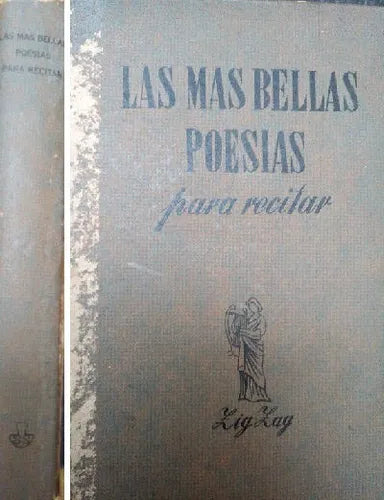 LAS MAS BELLAS
POESIAS
PARA RECITAR
LAS MAS BELLAS
POESIAS
para recitar
Zig Zag